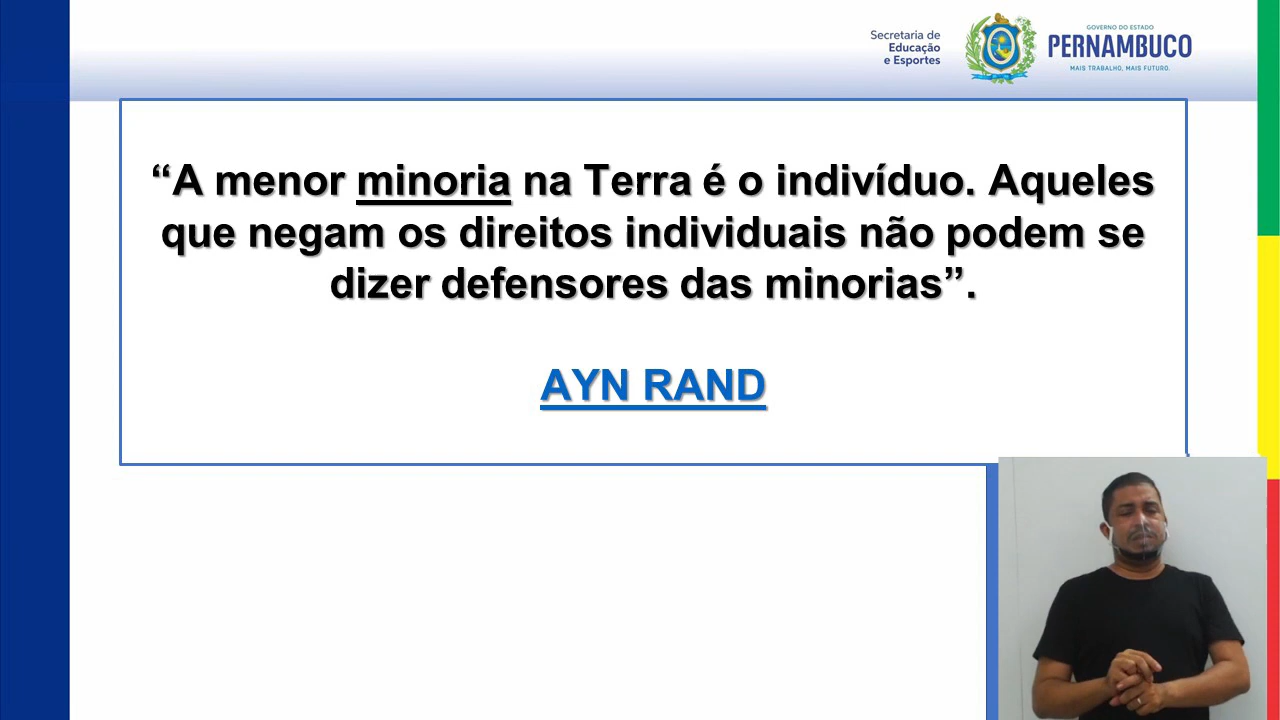 Secretaria de
Educação
e Esportes
GOVERNO DO ESTADO
PERNAMBUCO
MAIS TRABALHO, MAIS FUTURO.
“A menor minoria na Terra é o indivíduo. Aqueles
que negam os direitos individuais não podem se
dizer defensores das minorias”.
AYN RAND